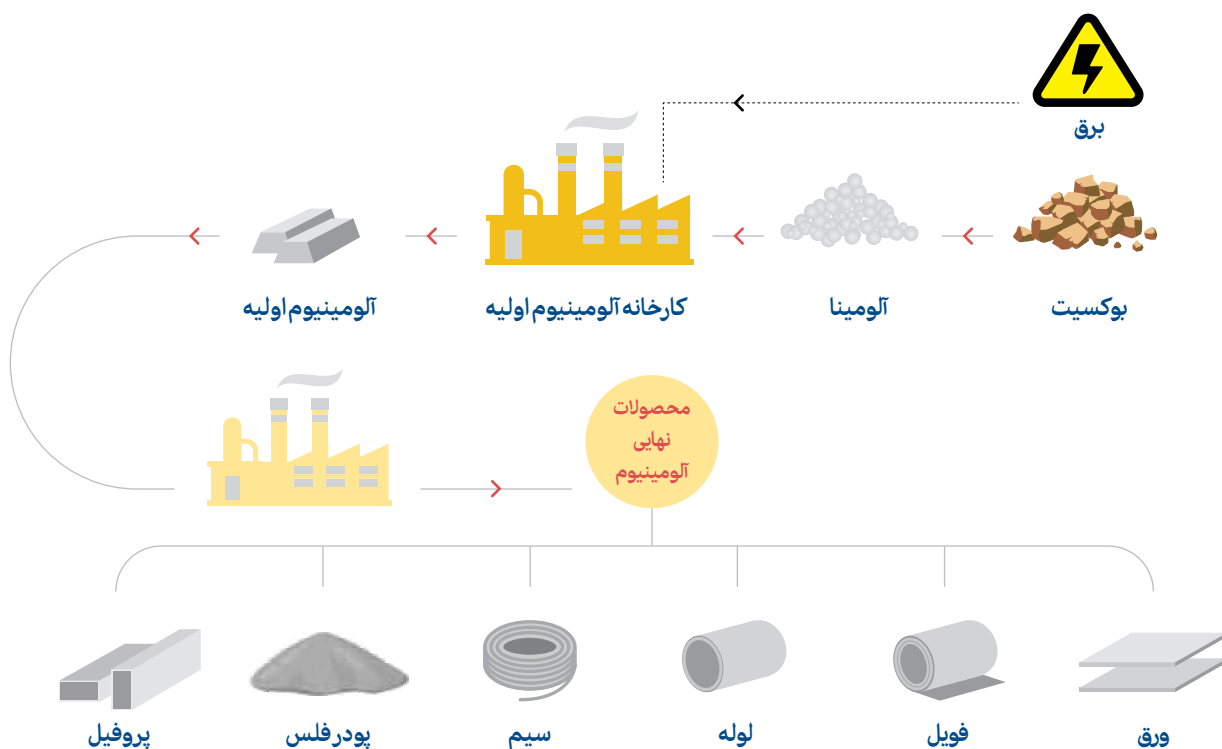 برق
بوکسیت
آلومینا
کارخانه آلومینیوم اولیه
آلومینیوم اولیه
محصولات
نهایی
آلومینیوم
ورق
فویل
لوله
سیم
پودر فلس
پروفیل